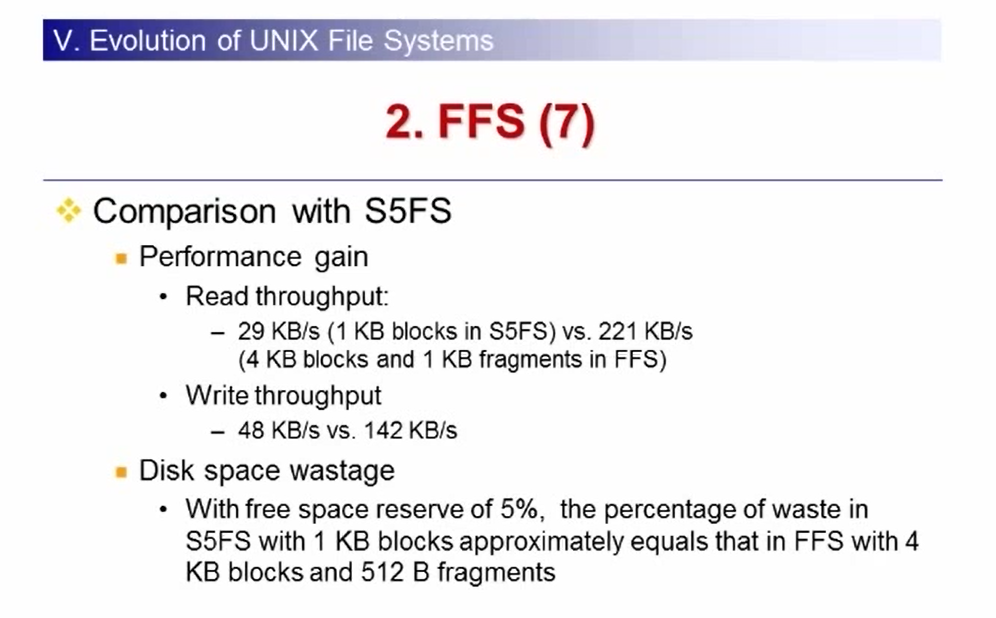 V. Evolution of UNIX File Systems
2. FFS (7)
Comparison with S5FS
Performance gain
• Read throughput:
– 29 KB/s (1 KB blocks in S5FS) vs. 221 KB/s
(4 KB blocks and 1 KB fragments in FFS)
• Write throughput
– 48 KB/s vs. 142 KB/s
Disk space wastage
• With free space reserve of 5%, the percentage of waste in
S5FS with 1 KB blocks approximately equals that in FFS with 4
KB blocks and 512 B fragments